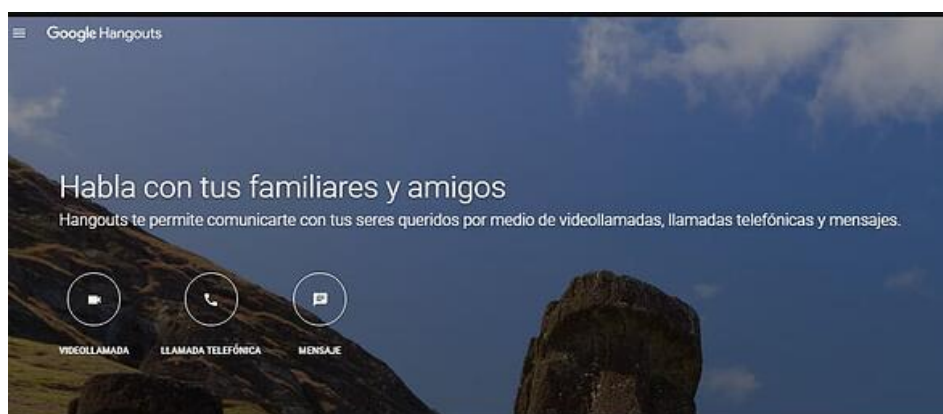 Google Hangouts
Habla con tus familiares y amigos
Hangouts te permite comunicarte con tus seres queridos por medio de videollamadas, llamadas telefónicas y mensajes.
VIDEOLLAMADA LLAMADA TELEFÓNICA MENSAJE